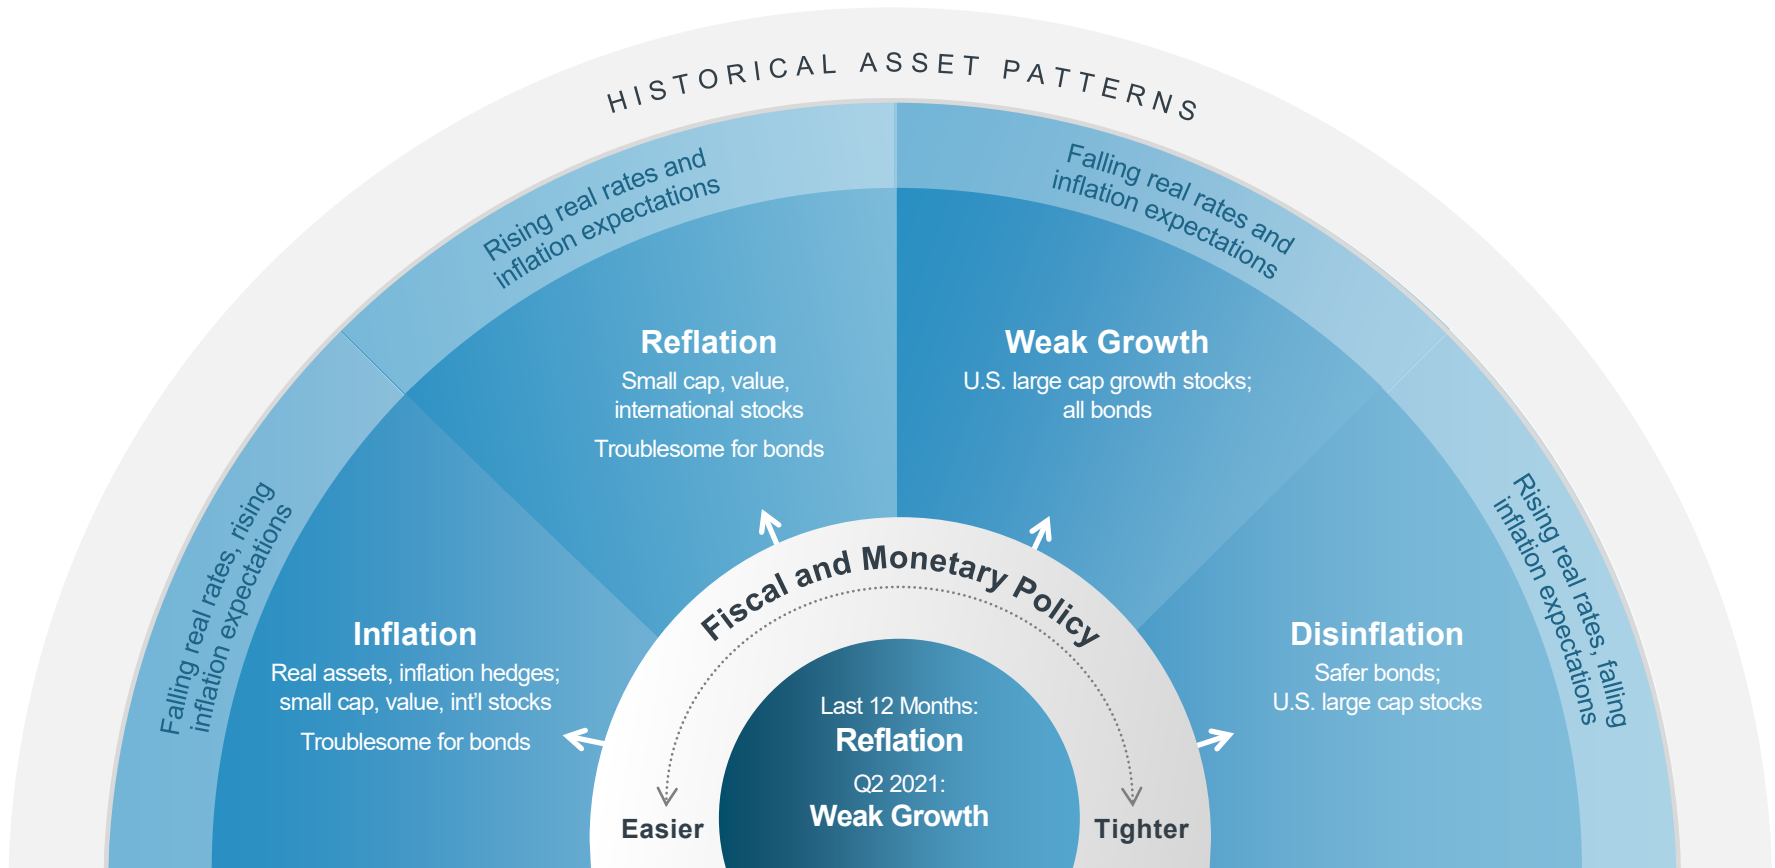 HISTORICAL ASSET PATTERNS
Falling real rates, rising
inflation expectations
Rising real rates and
inflation expectations
Falling real rates and
inflation expectations
Rising real rates, falling
inflation expectations
Reflation
Small cap, value,
international stocks
Troublesome for bonds
Weak Growth
U.S. large cap growth stocks;
all bonds
Inflation
Real assets, inflation hedges;
small cap, value, int'l stocks
Troublesome for bonds
Disinflation
Safer bonds;
U.S. large cap stocks
Fiscal and Monetary Policy
Easier
Tighter
Last 12 Months:
Reflation
Q2 2021:
Weak Growth